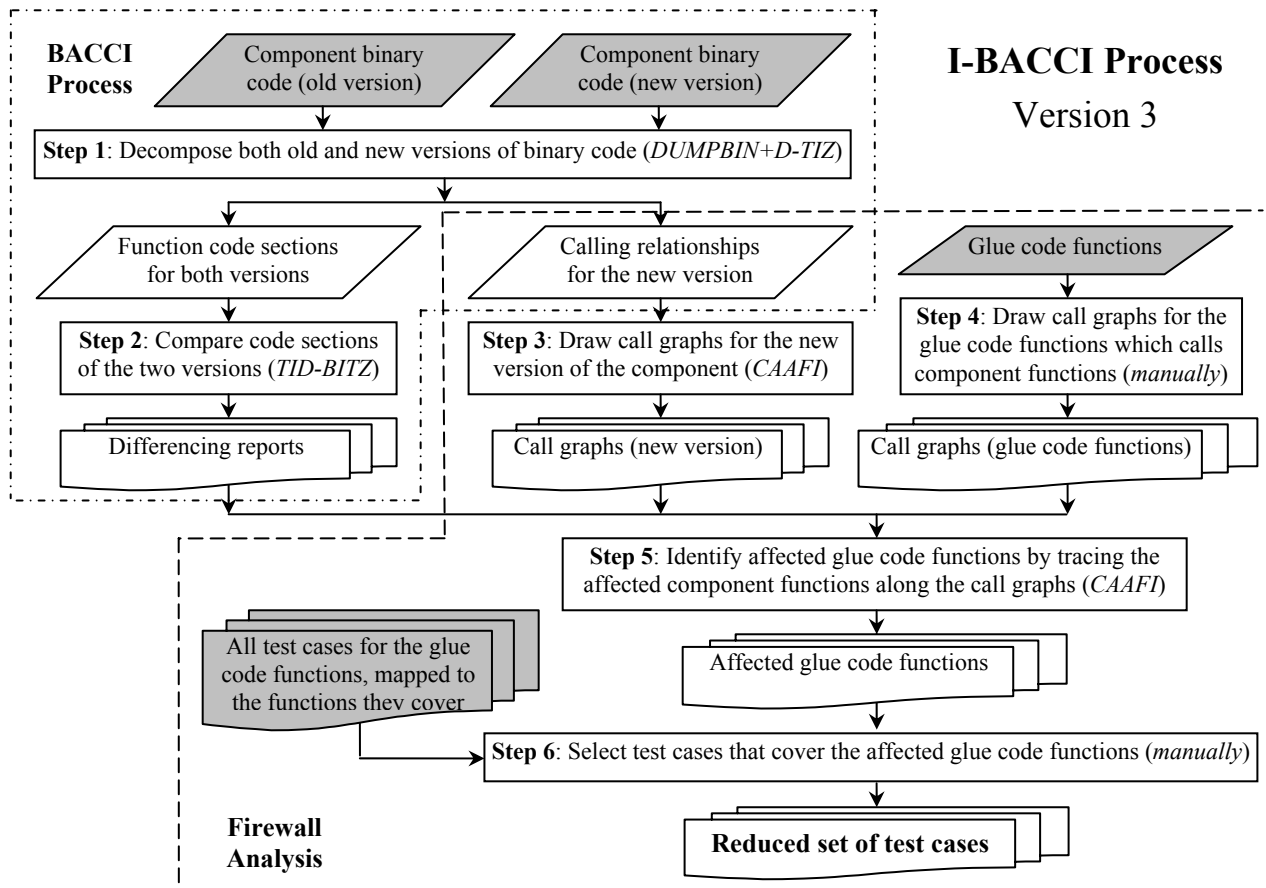 BACCI
Process
Component binary
code (old version)
Component binary
code (new version)
I-BACCI Process
Version 3
Step 1: Decompose both old and new versions of binary code (DUMPBIN+D-TIZ)
Function code sections
for both versions
Calling relationships
for the new version
Glue code functions
Step 2: Compare code sections
of the two versions (TID-BITZ)
Step 3: Draw call graphs for the new
version of the component (CAAFI)
Step 4: Draw call graphs for the
glue code functions which calls
component functions (manually)
Differencing reports
Call graphs (new version)
Call graphs (glue code functions)
Step 5: Identify affected glue code functions by tracing the
affected component functions along the call graphs (CAAFI)
All test cases for the glue
code functions, mapped to
the functions they cover
Affected glue code functions
Step 6: Select test cases that cover the affected glue code functions (manually)
Firewall
Analysis
Reduced set of test cases